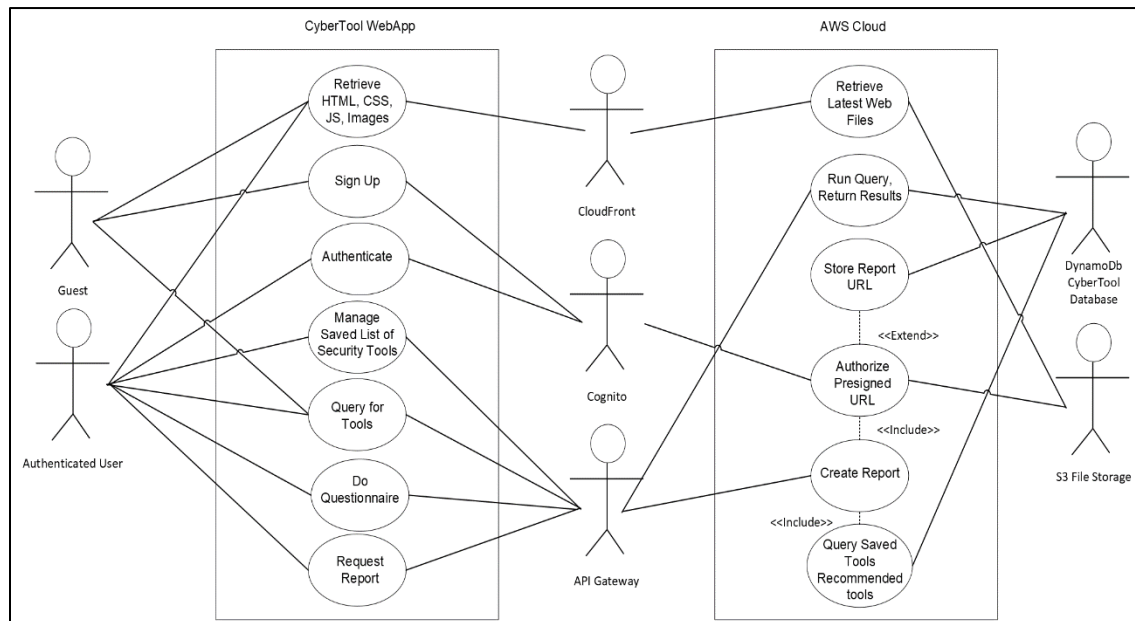 CyberTool WebApp
AWS Cloud
Retrieve
HTML, CSS,
JS, Images
Sign Up
Authenticate
Manage
Saved List of
Security Tools
Query for
Tools
Do
Questionnaire
Request
Report
Guest
Authenticated User
CloudFront
Cognito
API Gateway
Retrieve
Latest Web
Files
Run Query,
Return Results
Store Report
URL
<<Extend>>
Authorize
Presigned
URL
<<Include>>
Create Report
<<Include>>
Query Saved
Tools
Recommended
tools
DynamoDb
CyberTool
Database
S3 File Storage